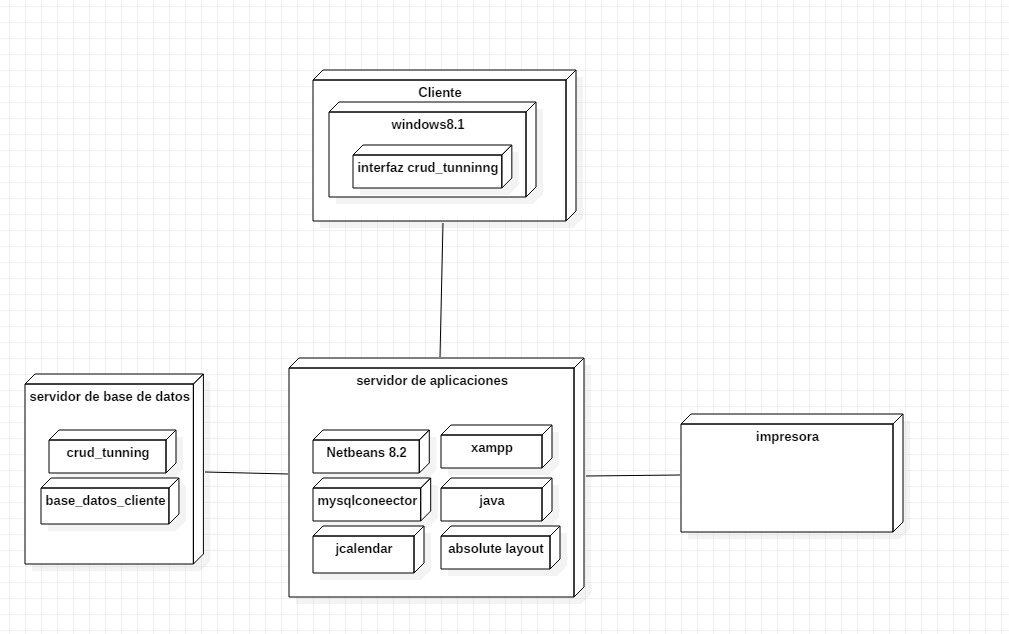 Cliente
windows8.1
interfaz crud_tunninng
servidor de base de datos
crud_tunning
base_datos_cliente
servidor de aplicaciones
Netbeans 8.2
xampp
mysqlconeector
java
jcalendar
absolute layout
impresora